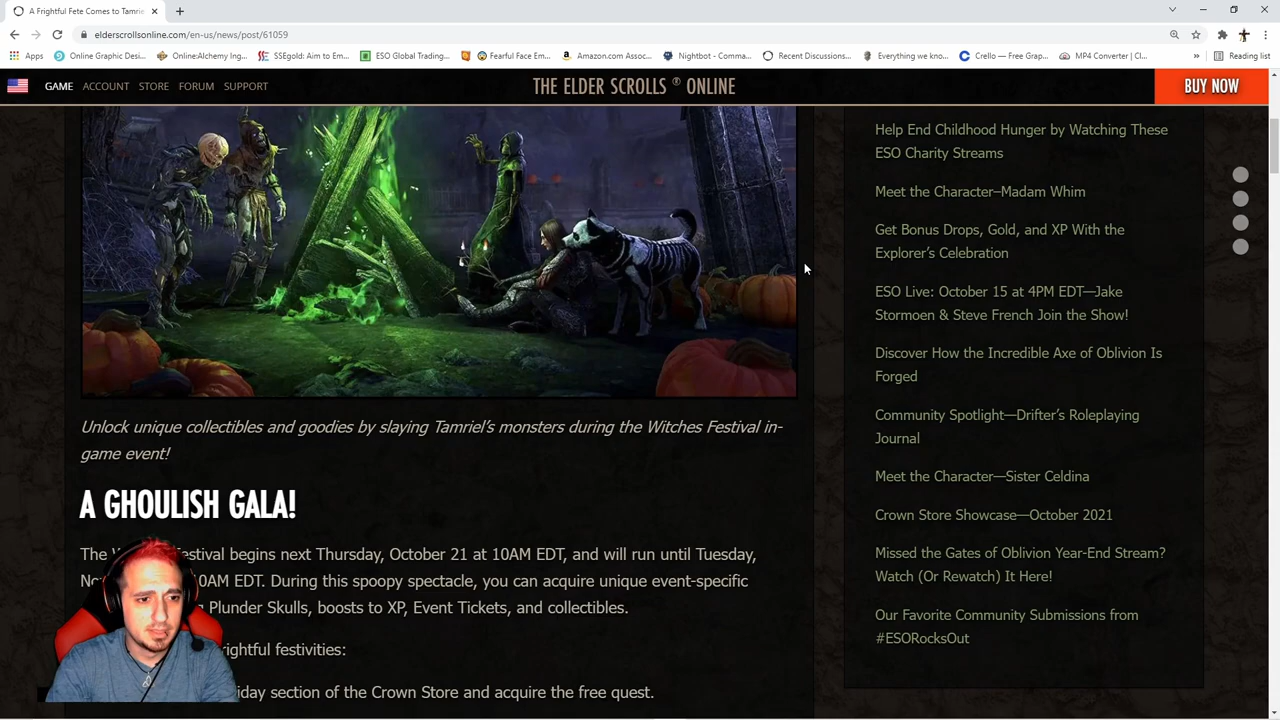 A Frightful Fete Comes to Tamrie
elderscrollsonline.com/en-us/news/post/61059
Apps
Online Graphic Desi...
Online:Alchemy Ing...
SSEgold: Aim to Em...
ESO Global Trading...
Fearful Face Em...
Amazon.com Assoc...
Nightbot - Comma...
Recent Discussions...
Everything we kno...
Crello — Free Grap...
MP4 Converter | Cl...
»
Reading list
GAME ACCOUNT STORE FORUM SUPPORT
THE ELDER SCROLLS ® ONLINE
BUY NOW
Unlock unique collectibles and goodies by slaying Tamriel's monsters during the Witches Festival in-
game event!
A GHOULISH GALA!
The W estival begins next Thursday, October 21 at 10AM EDT, and will run until Tuesday,
No 0AM EDT. During this spoopy spectacle, you can acquire unique event-specific
Plunder Skulls, boosts to XP, Event Tickets, and collectibles.
rightful festivities:
iday section of the Crown Store and acquire the free quest.
Help End Childhood Hunger by Watching These
ESO Charity Streams
Meet the Character–Madam Whim
Get Bonus Drops, Gold, and XP With the
Explorer's Celebration
ESO Live: October 15 at 4PM EDT—Jake
Stormoen & Steve French Join the Show!
Discover How the Incredible Axe of Oblivion Is
Forged
Community Spotlight—Drifter's Roleplaying
Journal
Meet the Character—Sister Celdina
Crown Store Showcase—October 2021
Missed the Gates of Oblivion Year-End Stream?
Watch (Or Rewatch) It Here!
Our Favorite Community Submissions from
#ESORocksOut